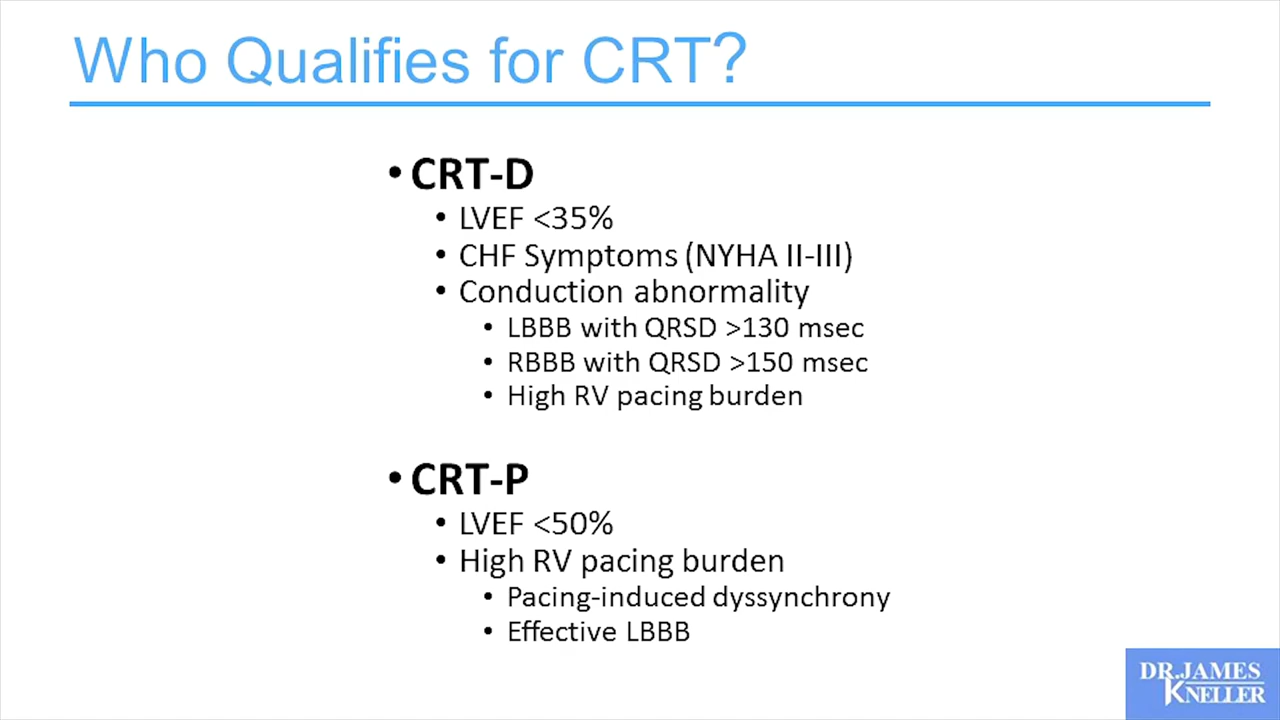 Who Qualifies for CRT?
• CRT-D
• LVEF <35%
• CHF Symptoms (NYHA II-III)
• Conduction abnormality
• LBBB with QRSD >130 msec
• RBBB with QRSD >150 msec
• High RV pacing burden
• CRT-P
• LVEF <50%
• High RV pacing burden
• Pacing-induced dyssynchrony
• Effective LBBB
DR. JAMES
KNELLER